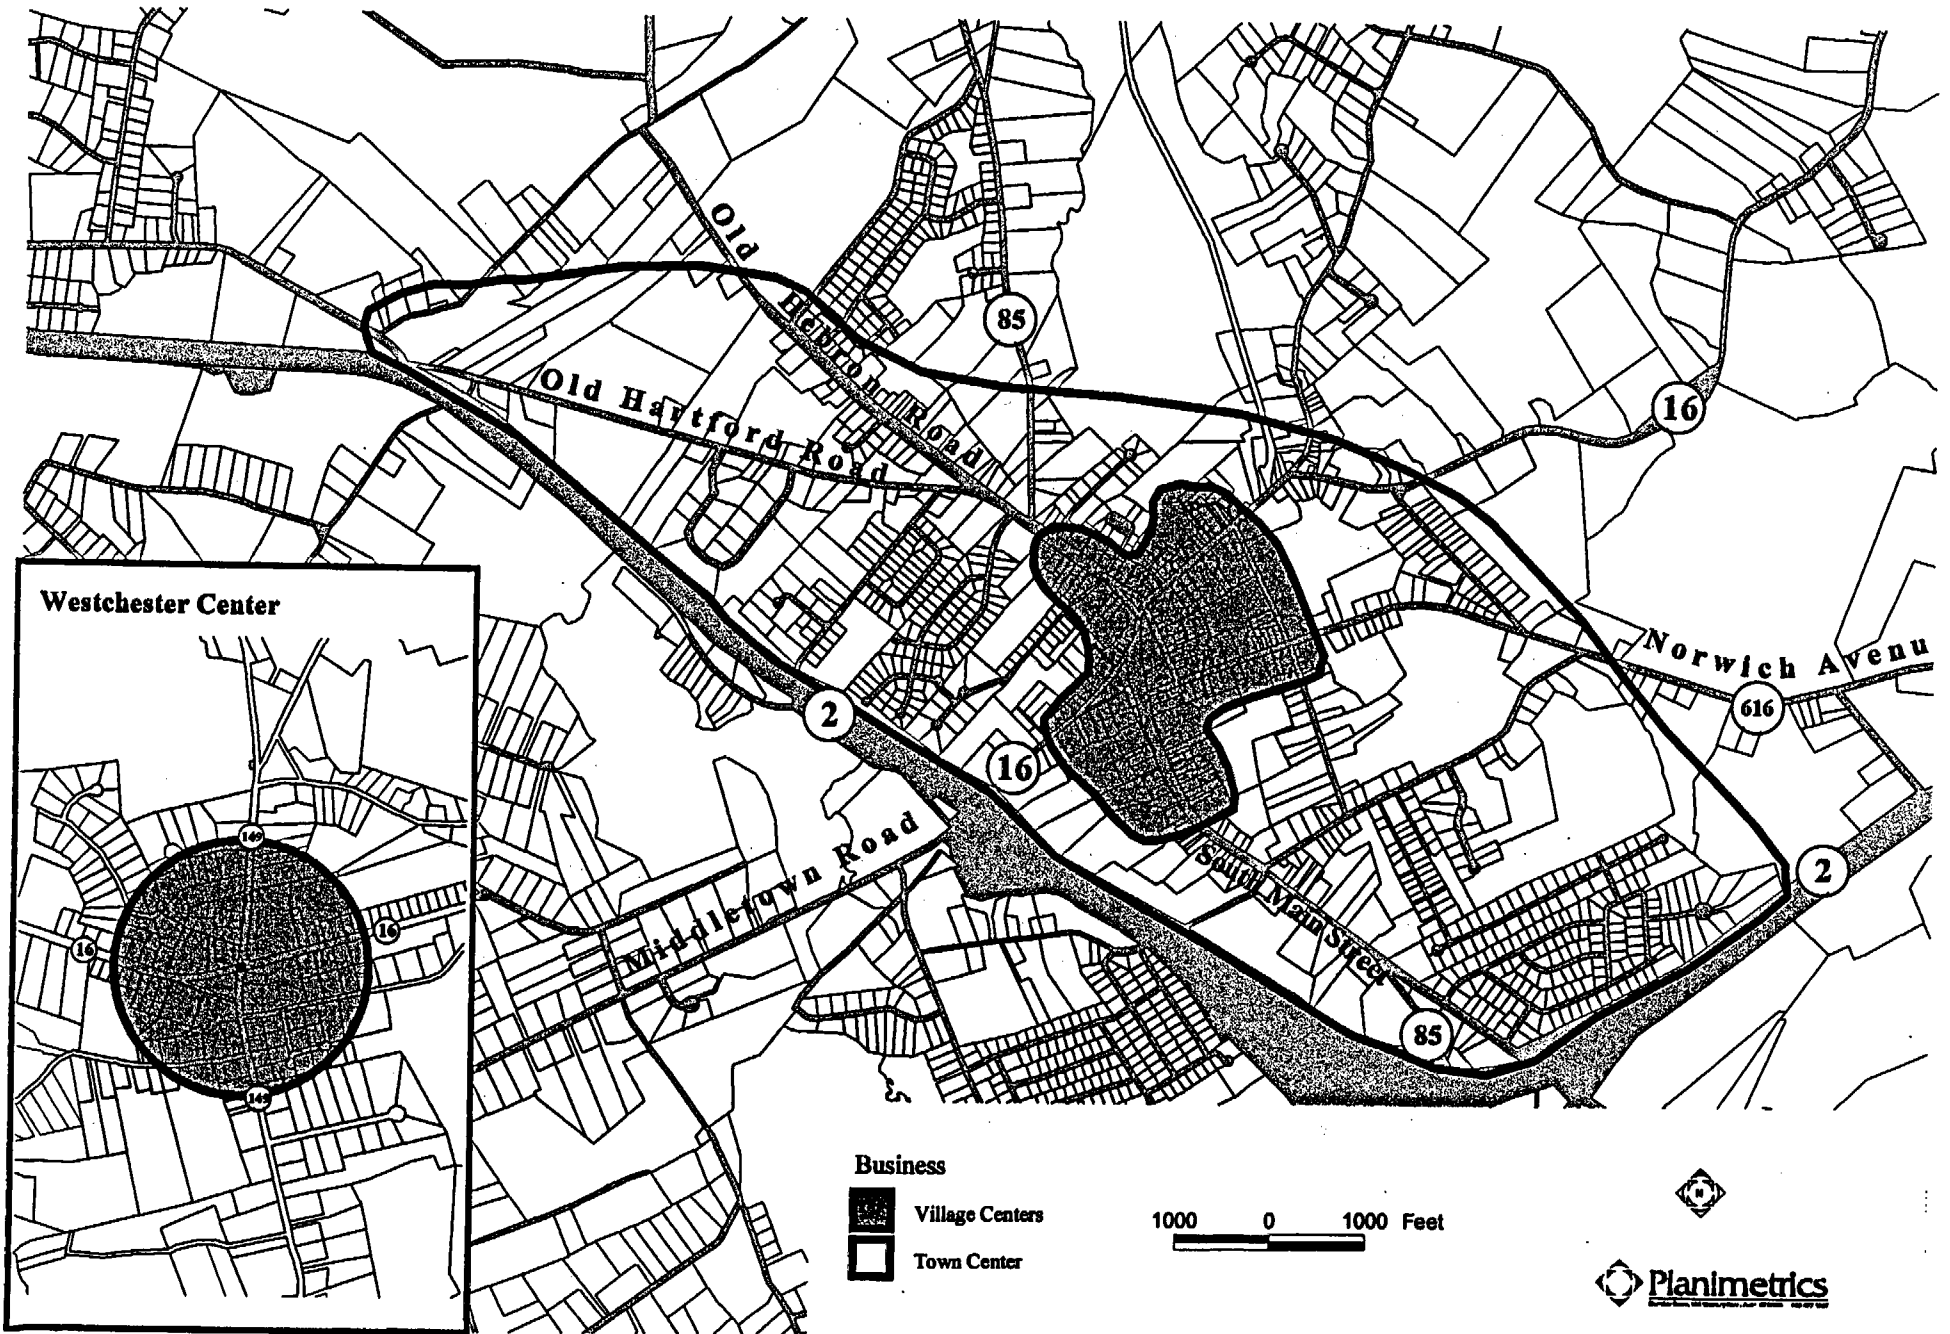 Old
Hebron
Road
85
Old Hartford Road
16
Westchester Center
Norwich Avenu
616
2
16
149
Middletown Road
2
South Main Street
16
16
85
149
Business
Village Centers
Town Center
1000 0 1000 Feet
N
Planimetrics